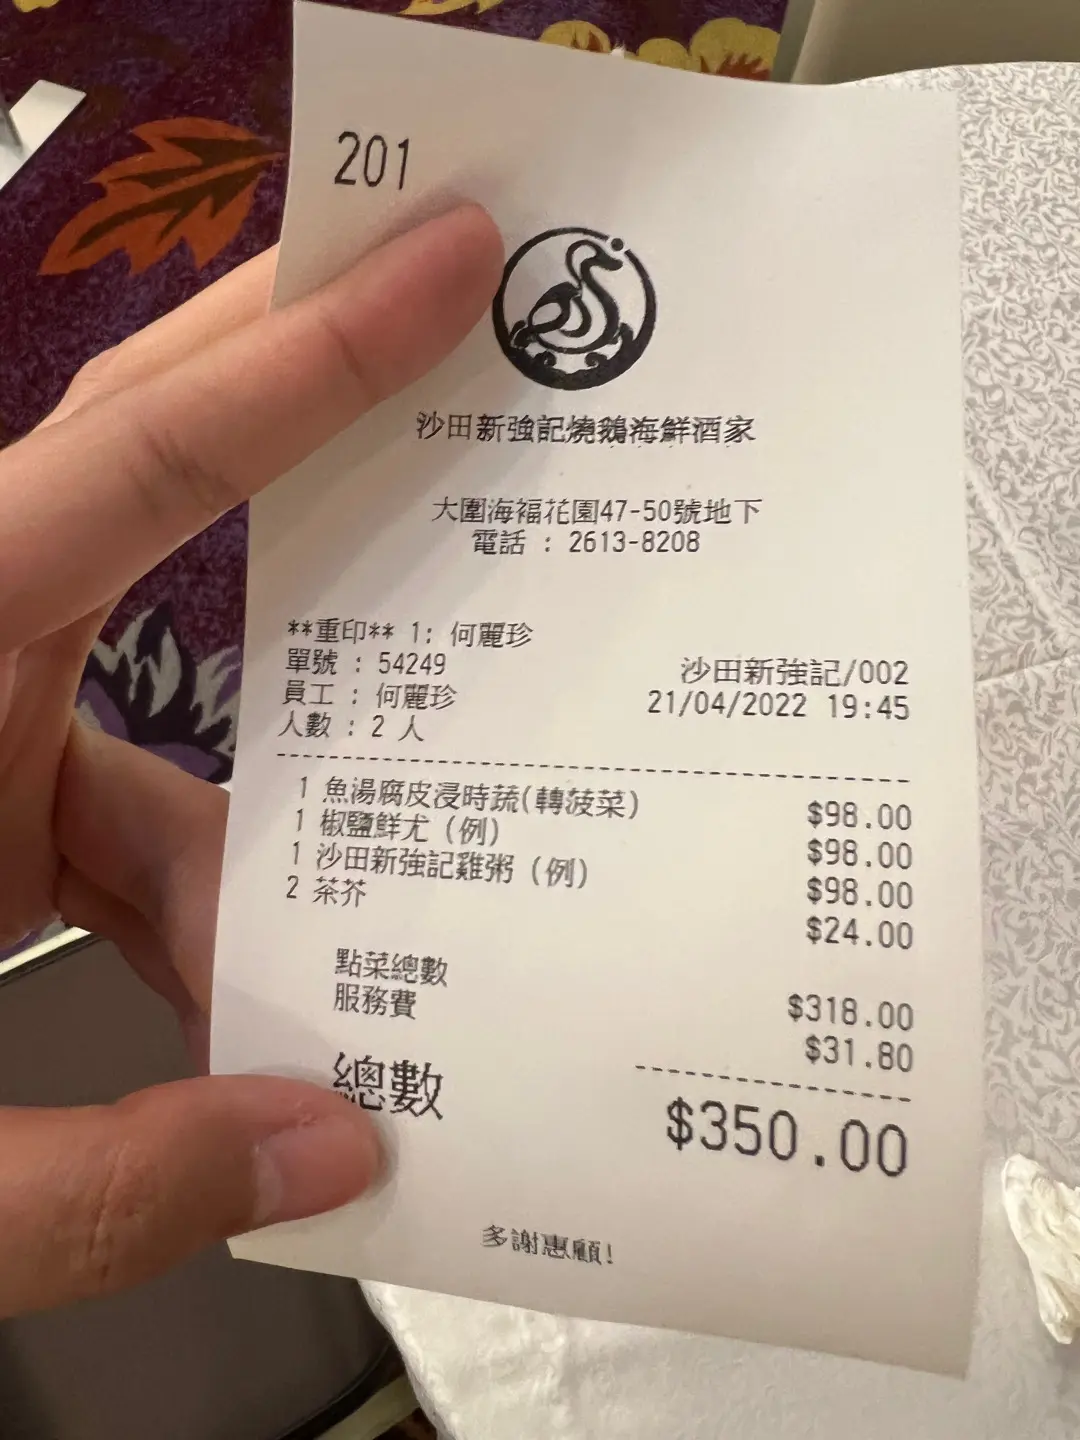 201
沙田新強記燒鵝海鮮酒家
大圍海福花園47-50號地下
電話 : 2613-8208
**重印** 1: 何麗珍
單號 : 54249
沙田新強記/002
員工 : 何麗珍
21/04/2022 19:45
人數 : 2 人
1 魚湯腐皮浸時蔬(轉菠菜) $98.00
1 椒鹽鮮尤 (例) $98.00
1 沙田新強記雞粥 (例) $98.00
2 茶芥 $24.00
點菜總數 $318.00
服務費 $31.80
總數 $350.00
多謝惠顧!